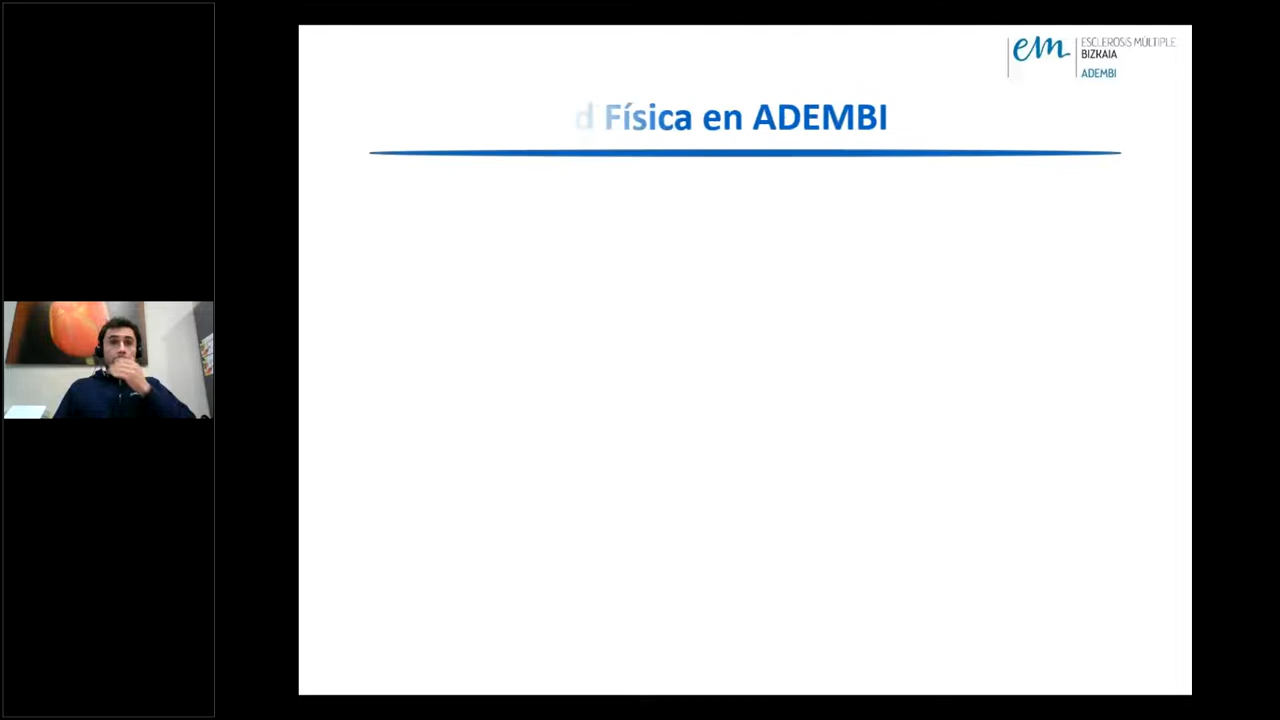 em
ESCLEROSIS MÚLTIPLE
BIZKAIA
ADEMBI
d Física en ADEMBI